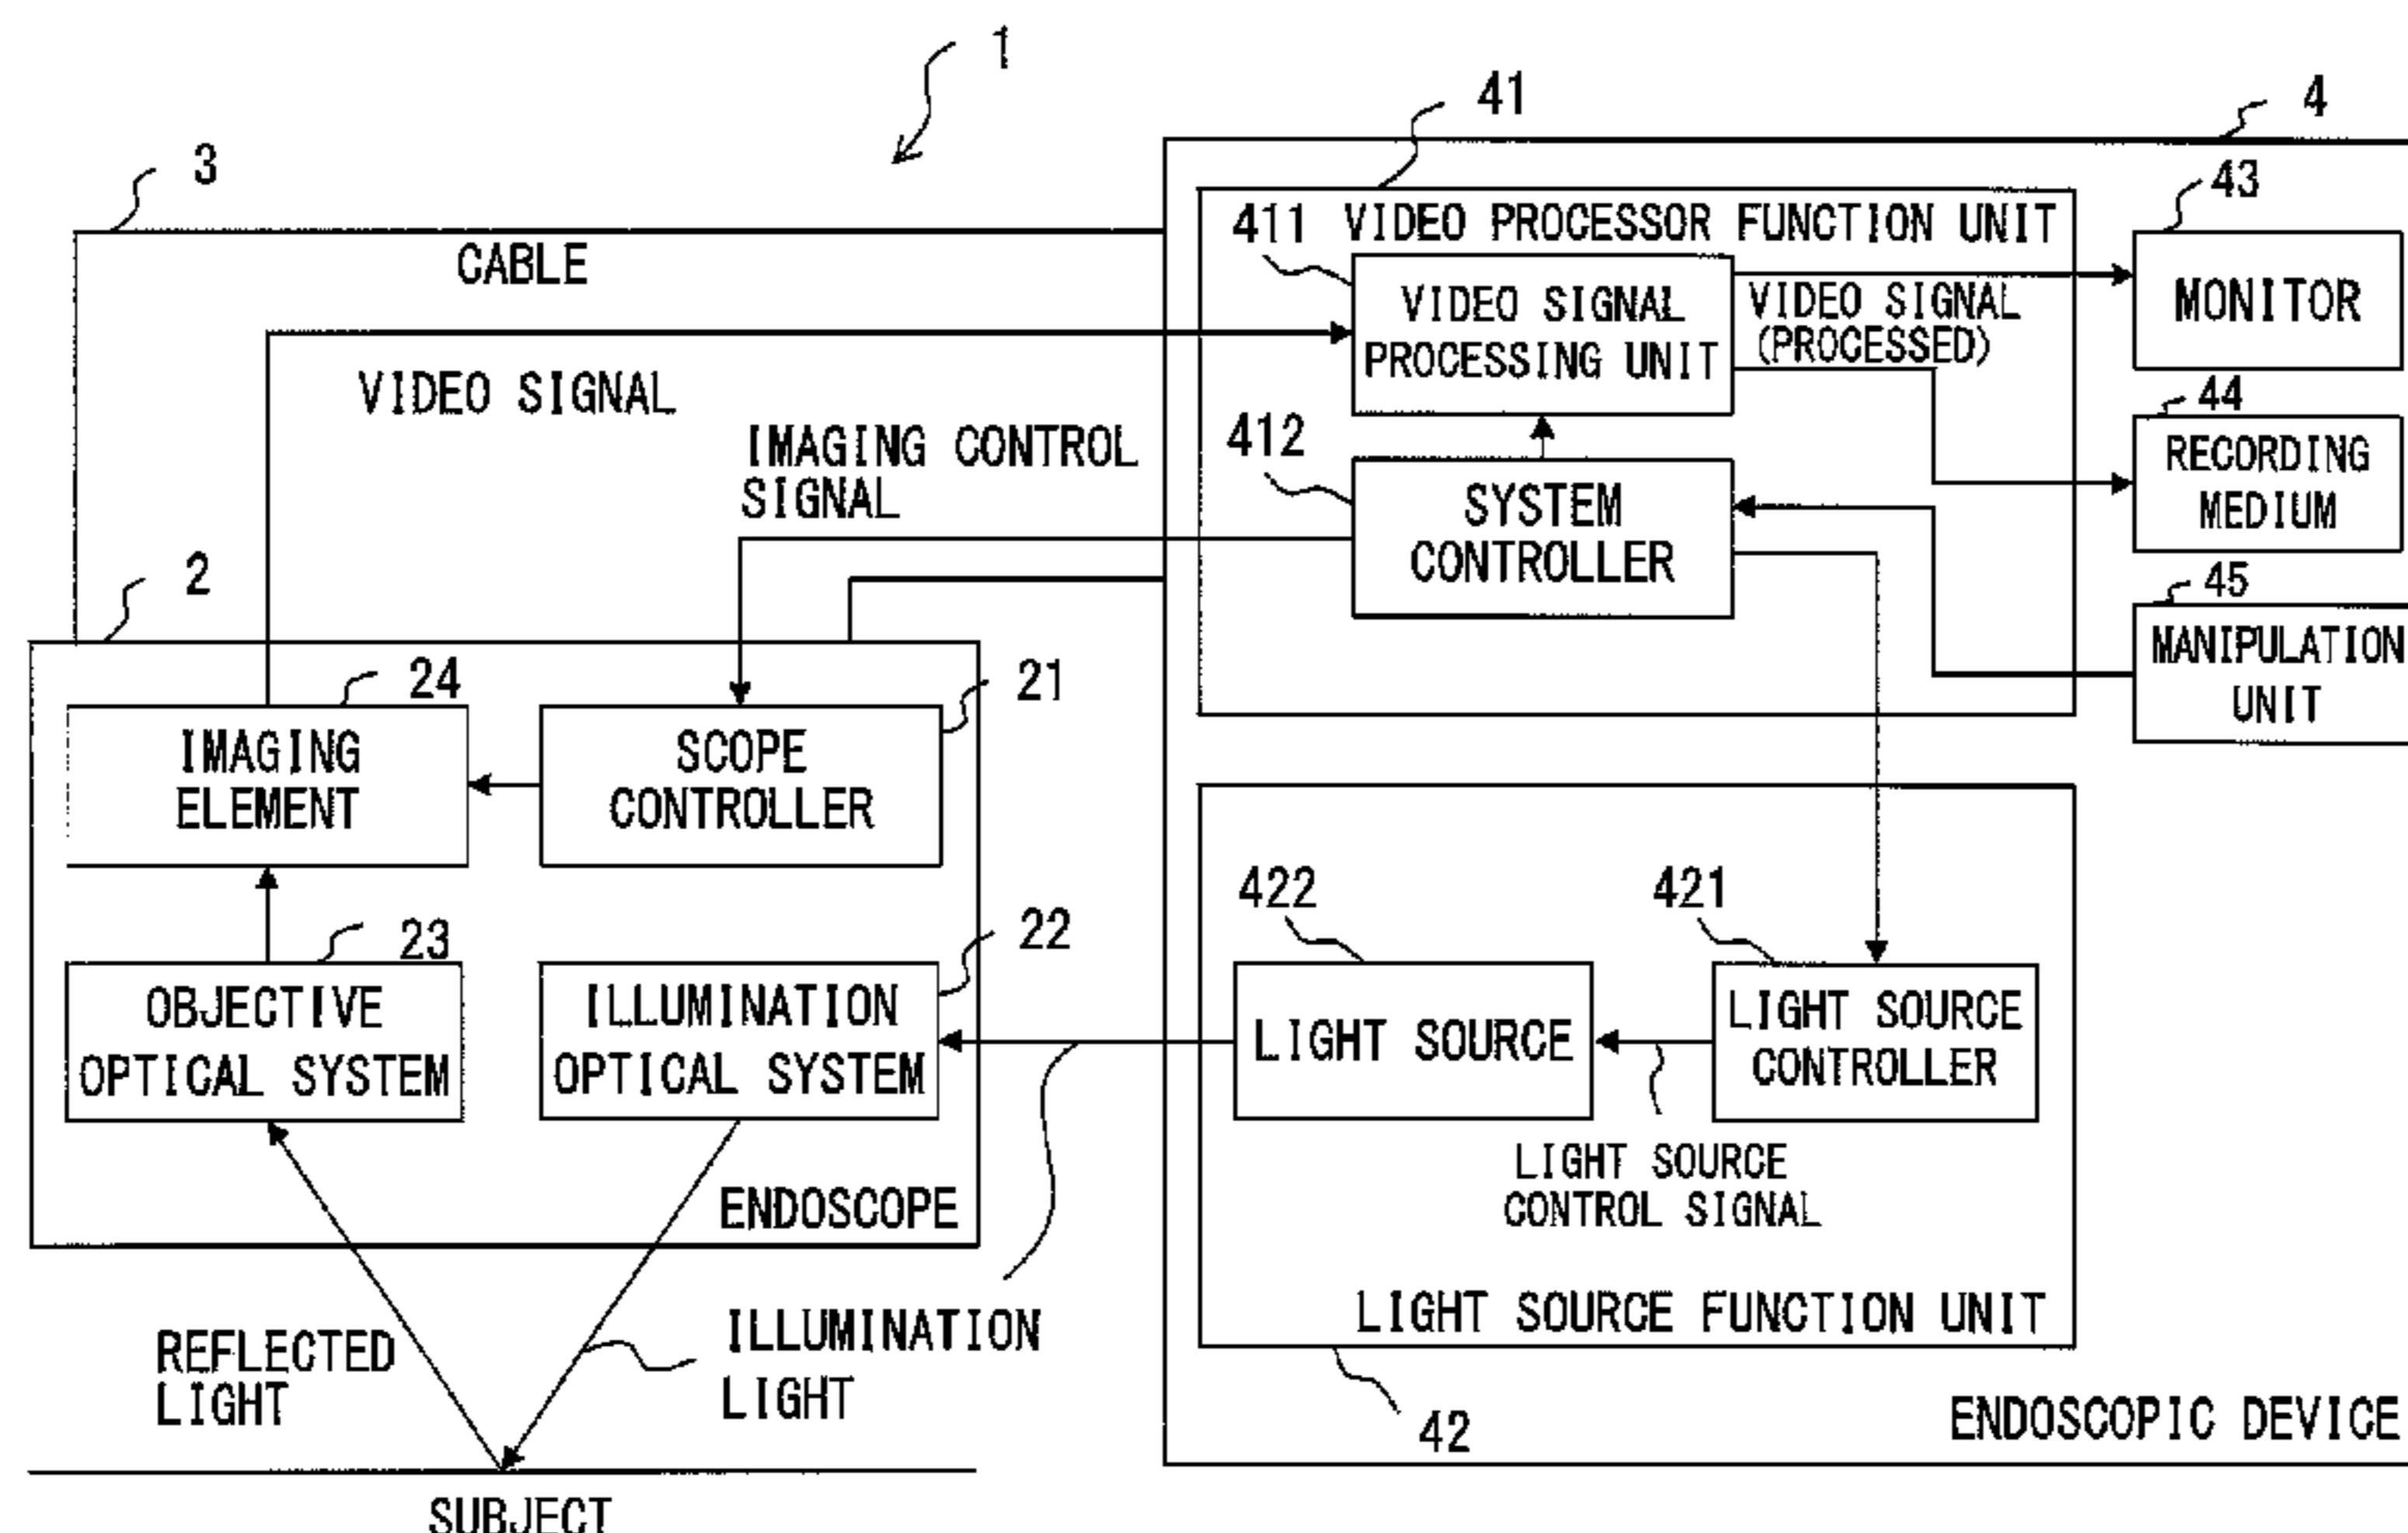 1
3
CABLE
VIDEO SIGNAL
IMAGING CONTROL
SIGNAL
2
24
IMAGING
ELEMENT
21
SCOPE
CONTROLLER
23
OBJECTIVE
OPTICAL SYSTEM
22
ILLUMINATION
OPTICAL SYSTEM
ENDOSCOPE
REFLECTED
LIGHT
ILLUMINATION
LIGHT
SUBJECT
4
41
VIDEO PROCESSOR FUNCTION UNIT
411
VIDEO SIGNAL
PROCESSING UNIT
VIDEO SIGNAL
(PROCESSED)
412
SYSTEM
CONTROLLER
43
MONITOR
44
RECORDING
MEDIUM
45
MANIPULATION
UNIT
422
LIGHT SOURCE
421
LIGHT SOURCE
CONTROLLER
LIGHT SOURCE
CONTROL SIGNAL
LIGHT SOURCE FUNCTION UNIT
42
ENDOSCOPIC DEVICE